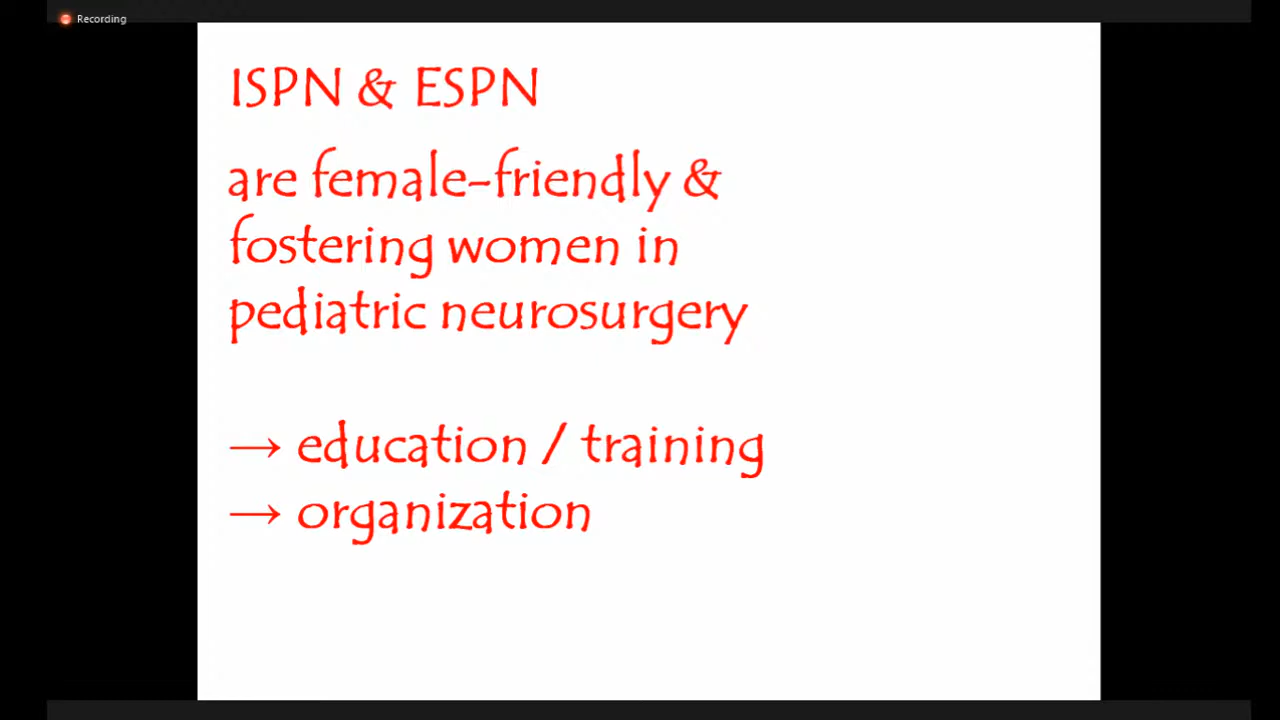 Recording
ISPN & ESPN
are female-friendly &
fostering women in
pediatric neurosurgery
→ education / training
→ organization